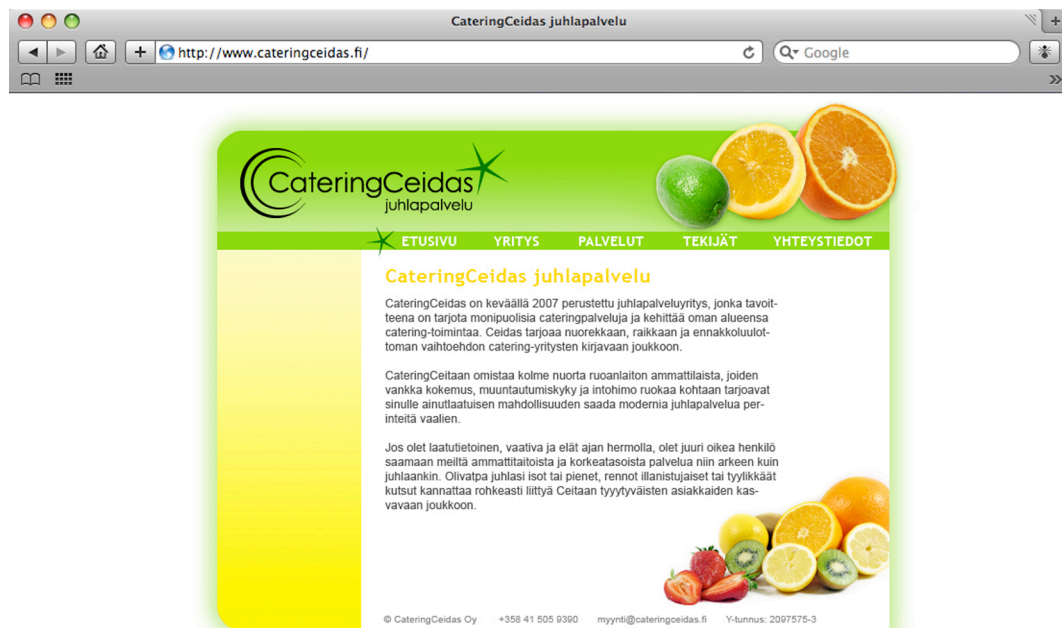 CateringCeidas juhlapalvelu
http://www.cateringceidas.fi/
Google
CateringCeidas
juhlapalvelu
ETUSIVU YRITYS PALVELUT TEKIJÄT YHTEYSTIEDOT
CateringCeidas juhlapalvelu
CateringCeidas on keväällä 2007 perustettu juhlapalveluyritys, jonka tavoit-
teena on tarjota monipuolisia cateringpalveluja ja kehittää oman alueensa
catering-toimintaa. Ceidas tarjoaa nuorekkaan, raikkaan ja ennakkoluulot-
toman vaihtoehdon catering-yritysten kirjavaan joukkoon.
CateringCeitaan omistaa kolme nuorta ruoanlaiton ammattilaista, joiden
vankka kokemus, muuntautumiskyky ja intohimo ruokaa kohtaan tarjoavat
sinulle ainutlaatuisen mahdollisuuden saada modernia juhlapalvelua per-
inteitä vaalien.
Jos olet laatutietoinen, vaativa ja elät ajan hermolla, olet juuri oikea henkilö
saamaan meiltä ammattitaitoista ja korkeatasoista palvelua niin arkeen kuin
juhlaankin. Olivatpa juhlasi isot tai pienet, rennot illanistujaiset tai tyylikkäät
kutsut kannattaa rohkeasti liittyä Ceitaan tyyytyväisten asiakkaiden kas-
vavaan joukkoon.
© CateringCeidas Oy +358 41 505 9390 myynti@cateringceidas.fi Y-tunnus: 2097575-3